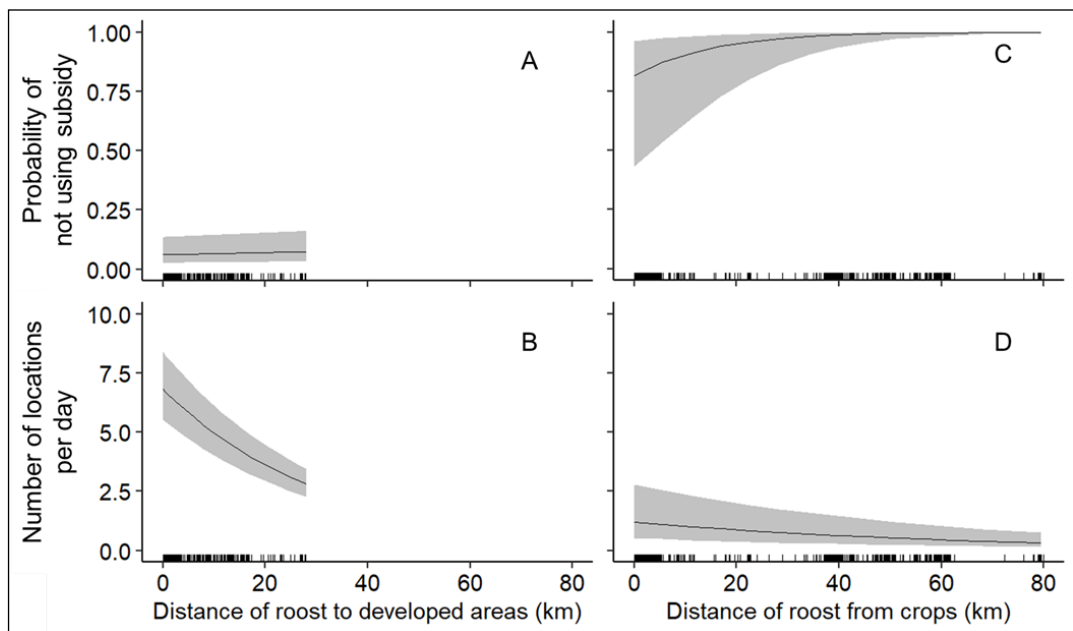 Probability of
not using subsidy
1.00
0.75
0.50
0.25
0.00
A
C
Number of locations
per day
10.0
7.5
5.0
2.5
0.0
B
D
0 20 40 60 80
0 20 40 60 80
Distance of roost to developed areas (km)
Distance of roost from crops (km)